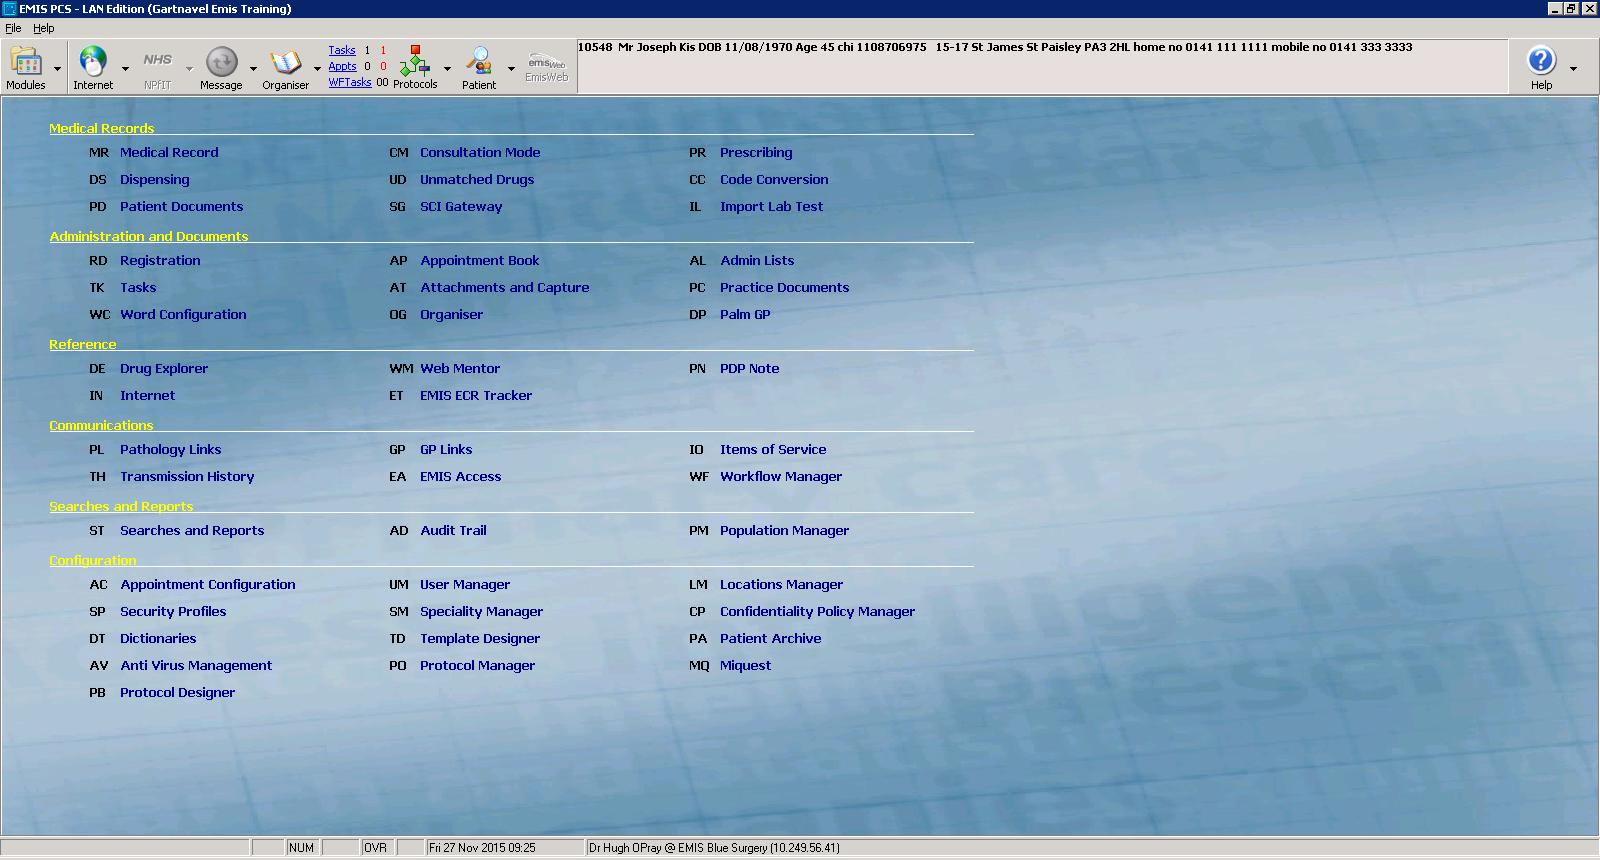 EMIS PCS - LAN Edition (Gartnavel Emis Training)
File Help
Modules Internet NHS NPfIT Message Organiser Tasks 1 1 Appts 0 0 WFTasks 00 Protocols Patient emisWeb EmisWeb Help
10548 Mr Joseph Kis DOB 11/08/1970 Age 45 chi 1108706975 15-17 St James St Paisley PA3 2HL home no 0141 111 1111 mobile no 0141 333 3333
Medical Records
MR Medical Record CM Consultation Mode PR Prescribing
DS Dispensing UD Unmatched Drugs CC Code Conversion
PD Patient Documents SG SCI Gateway IL Import Lab Test
Administration and Documents
RD Registration AP Appointment Book AL Admin Lists
TK Tasks AT Attachments and Capture PC Practice Documents
WC Word Configuration OG Organiser DP Palm GP
Reference
DE Drug Explorer WM Web Mentor PN PDP Note
IN Internet ET EMIS ECR Tracker
Communications
PL Pathology Links GP GP Links IO Items of Service
TH Transmission History EA EMIS Access WF Workflow Manager
Searches and Reports
ST Searches and Reports AD Audit Trail PM Population Manager
Configuration
AC Appointment Configuration UM User Manager LM Locations Manager
SP Security Profiles SM Speciality Manager CP Confidentiality Policy Manager
DT Dictionaries TD Template Designer PA Patient Archive
AV Anti Virus Management PO Protocol Manager MQ Miquest
PB Protocol Designer
NUM OVR Fri 27 Nov 2015 09:25 Dr Hugh OPray @ EMIS Blue Surgery (10.249.56.41)